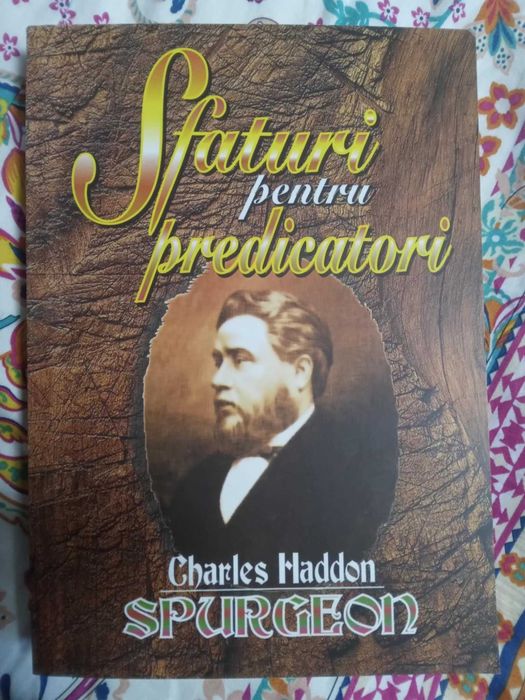 Sfaturi
pentru
predicatori
Charles Haddon
SPURGEON